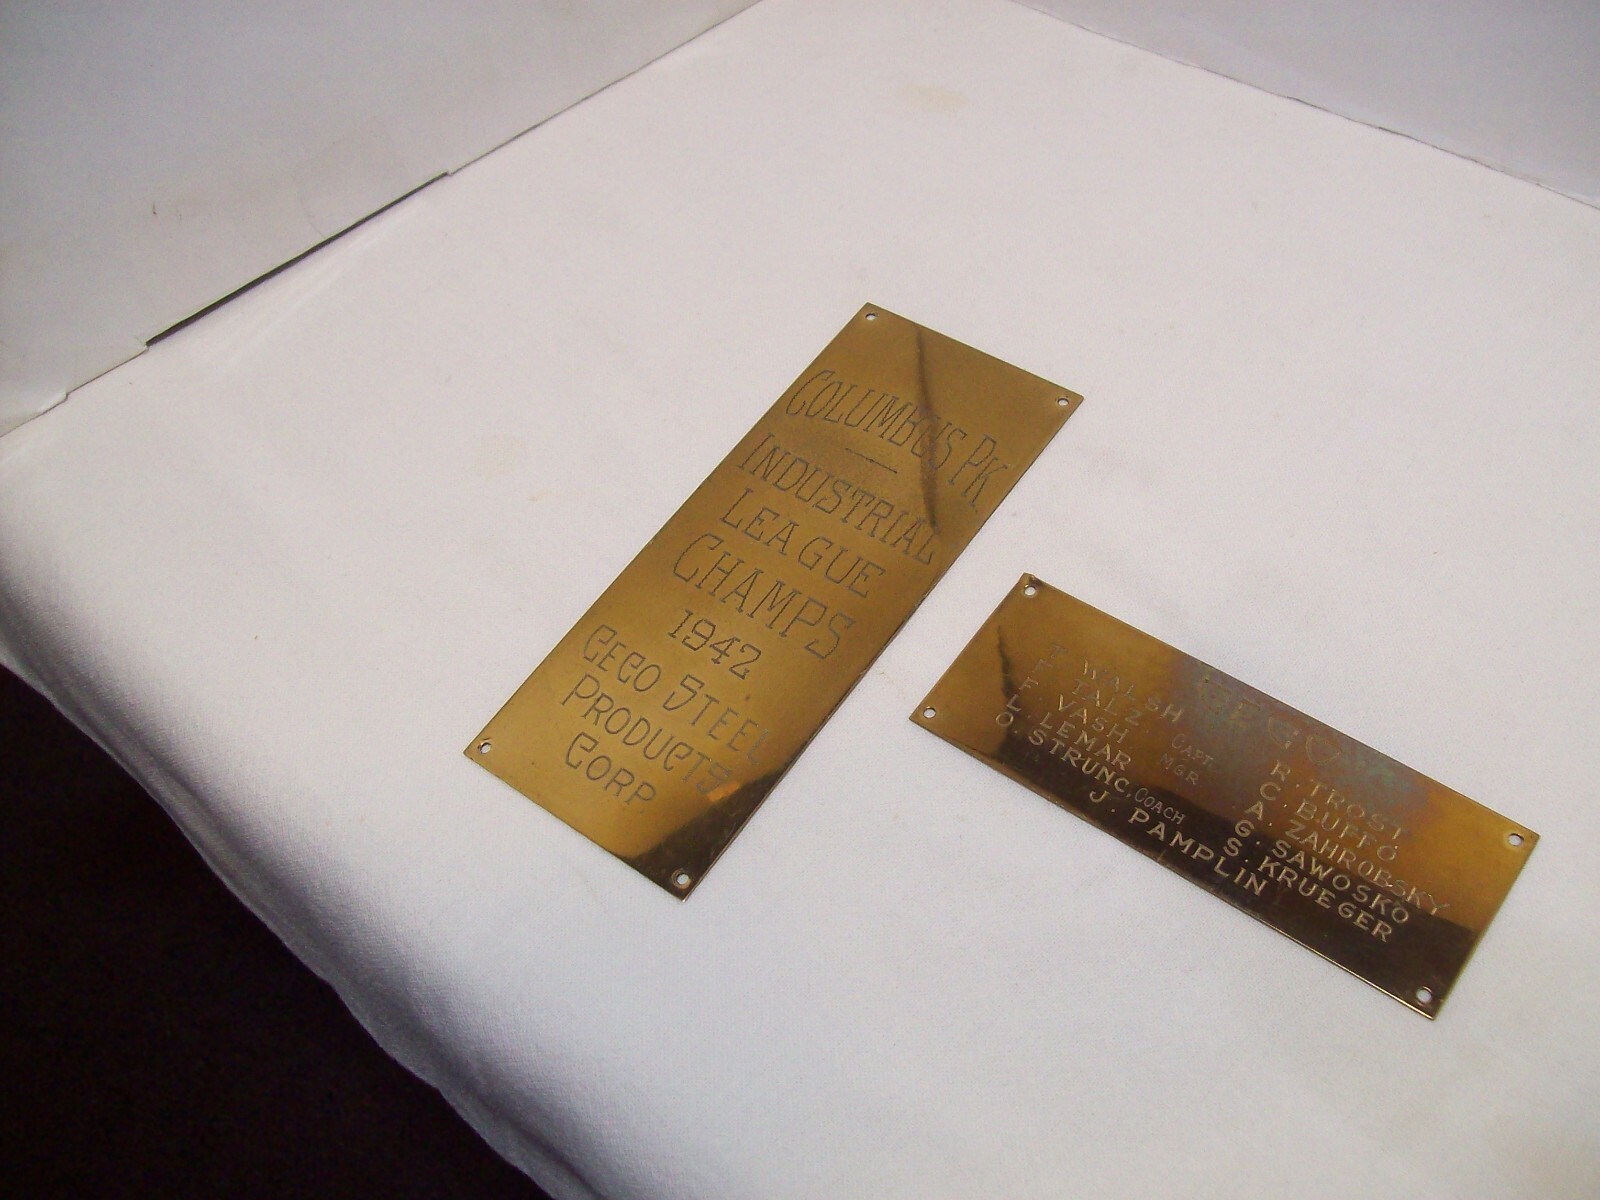 COLUMBUS PK
INDUSTRIAL
LEAGUE
CHAMPS
1942
CECO STEEL
PRODUCTS
CORP
WALSH R. TROST
TALZ C. BUFFO
F. VASH CAPT. A. ZAHROBSKY
L. LEMAR MGR G. SAWOSKO
O. STRUNC, COACH S. KRUEGER
J. PAMPLIN